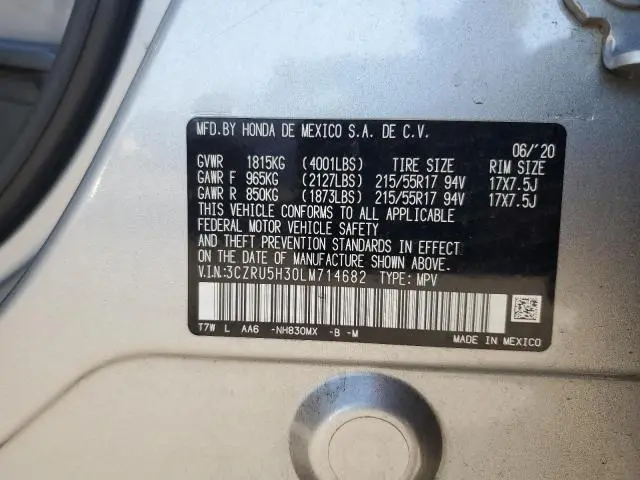 MFD.BY HONDA DE MEXICO S.A. DE C.V.
06/'20
GVWR 1815KG (4001LBS) TIRE SIZE RIM SIZE
GAWR F 965KG (2127LBS) 215/55R17 94V 17X7.5J
GAWR R 850KG (1873LBS) 215/55R17 94V 17X7.5J
THIS VEHICLE CONFORMS TO ALL APPLICABLE
FEDERAL MOTOR VEHICLE SAFETY
AND THEFT PREVENTION STANDARDS IN EFFECT
ON THE DATE OF MANUFACTURE SHOWN ABOVE.
V.I.N:3CZRU5H30LM714682 TYPE: MPV
T7W L AA6 -NH830MX -B -M
MADE IN MEXICO